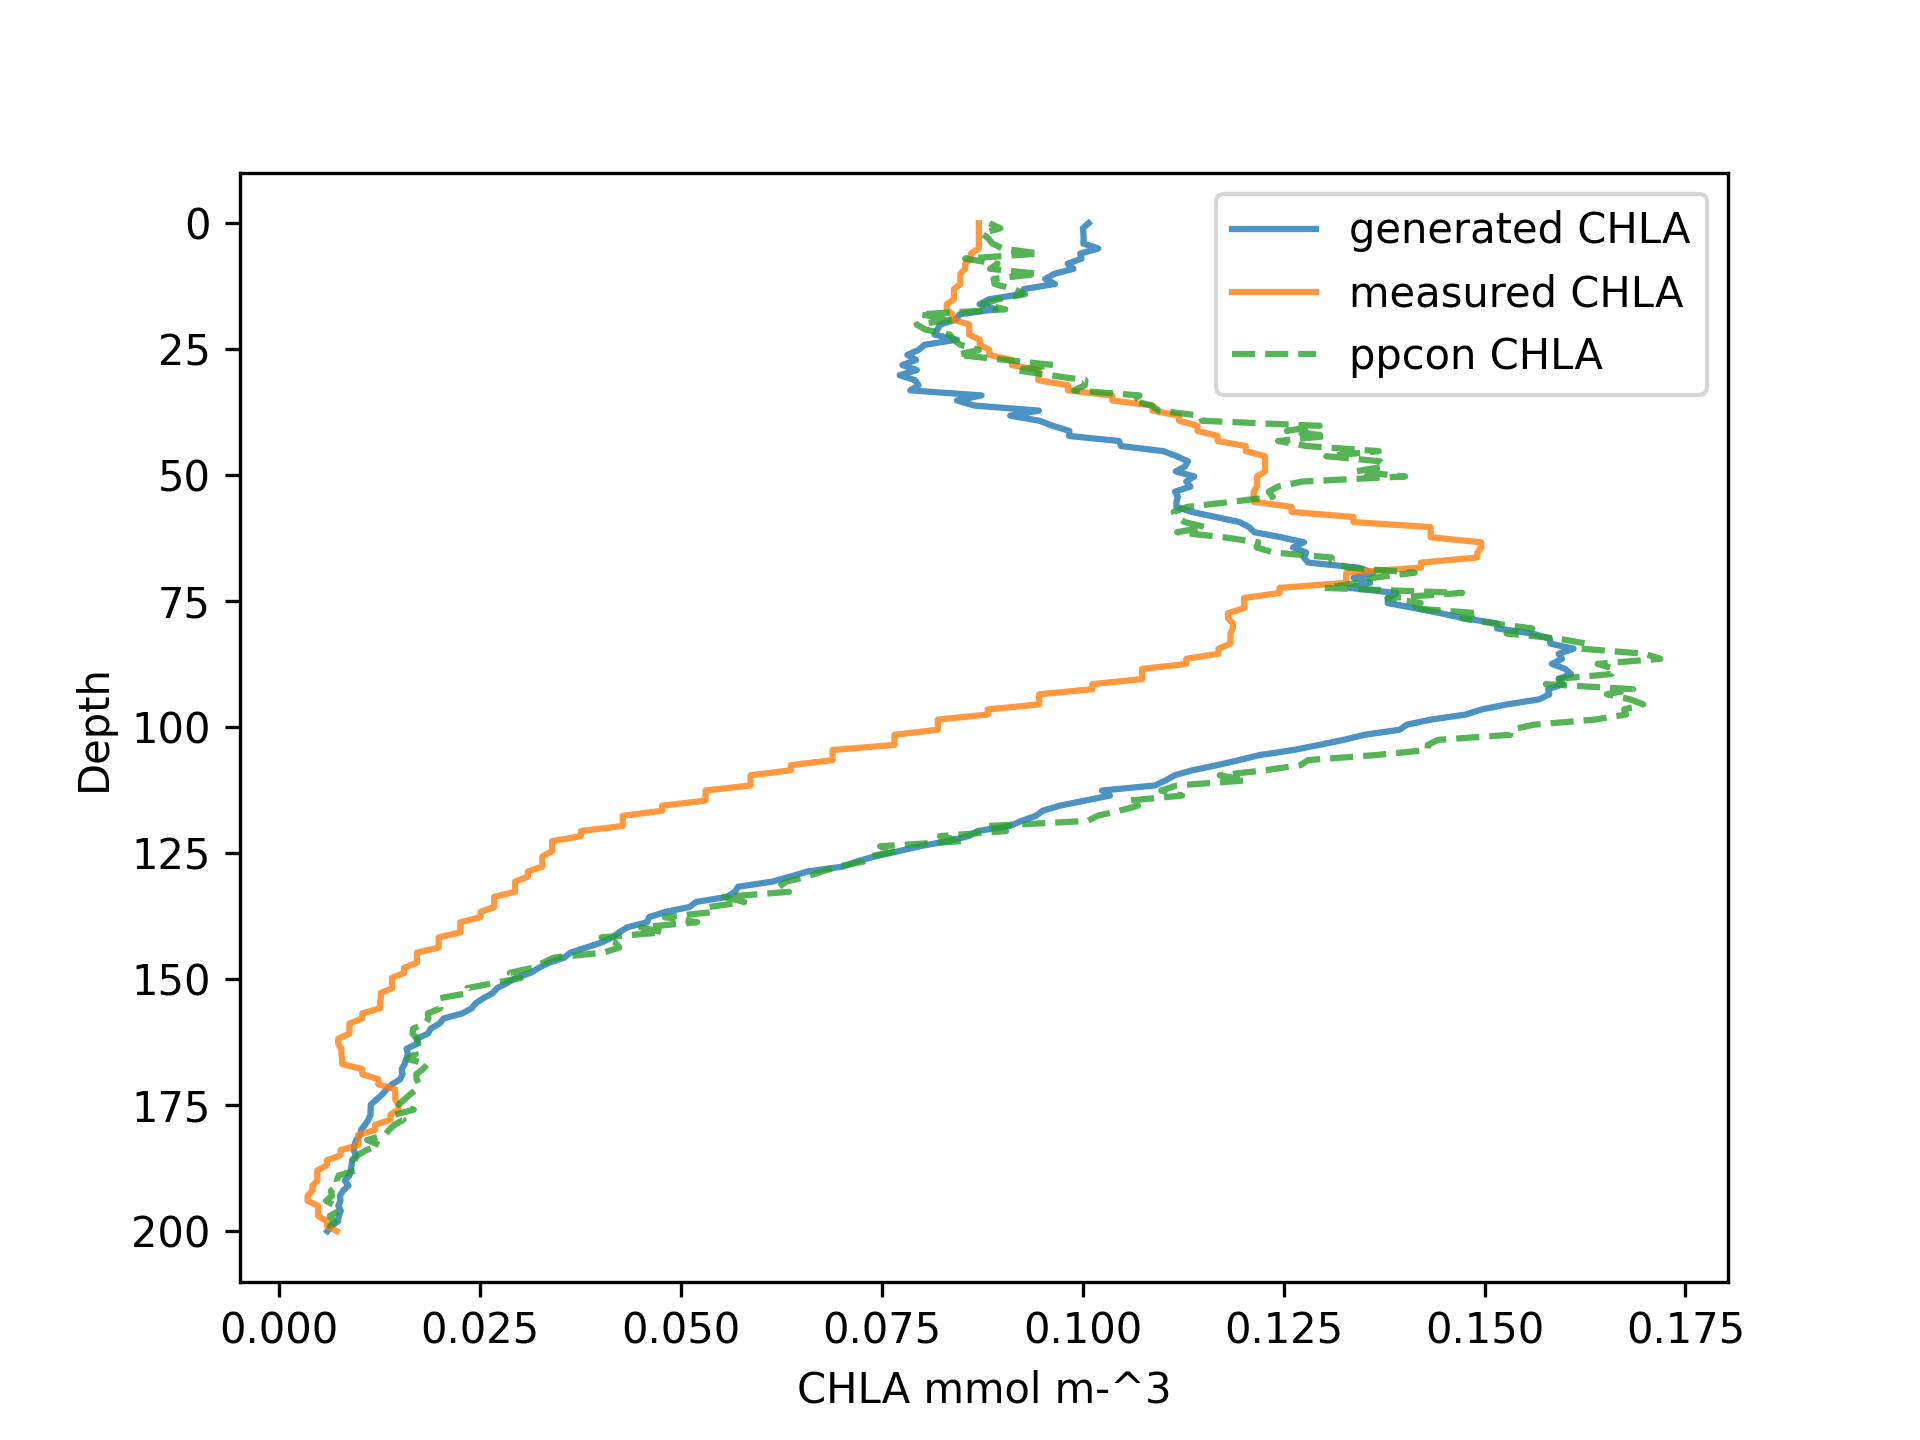 generated CHLA
measured CHLA
ppcon CHLA
0
25
50
75
100
125
150
175
200
Depth
0.000 0.025 0.050 0.075 0.100 0.125 0.150 0.175
CHLA mmol m-^3